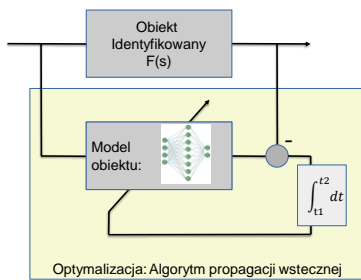 Obiekt
Identyfikowany
F(s)
Model
obiektu:
-
∫ t1 t2 dt
Optymalizacja: Algorytm propagacji wstecznej